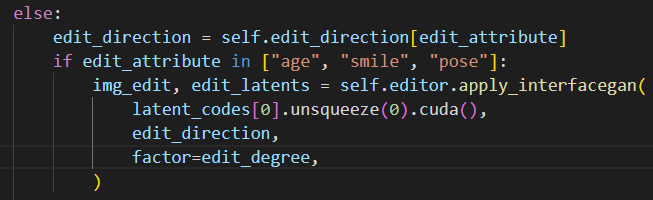 else:
edit_direction = self.edit_direction[edit_attribute]
if edit_attribute in ["age", "smile", "pose"]:
img_edit, edit_latents = self.editor.apply_interfacegan(
latent_codes[0].unsqueeze(0).cuda(),
edit_direction,
factor=edit_degree,
)